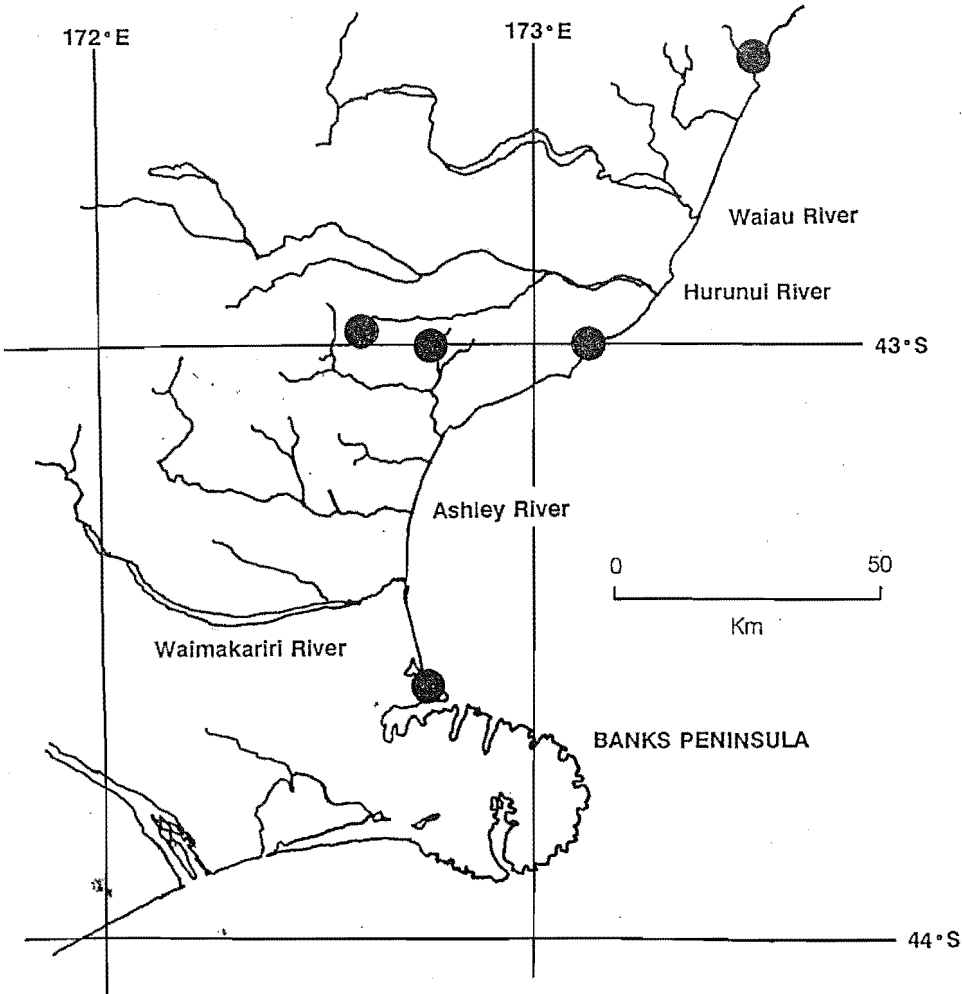 172°E
173°E
Waiau River
Hurunui River
43°S
Ashley River
0 50
Km
Waimakariri River
BANKS PENINSULA
44°S